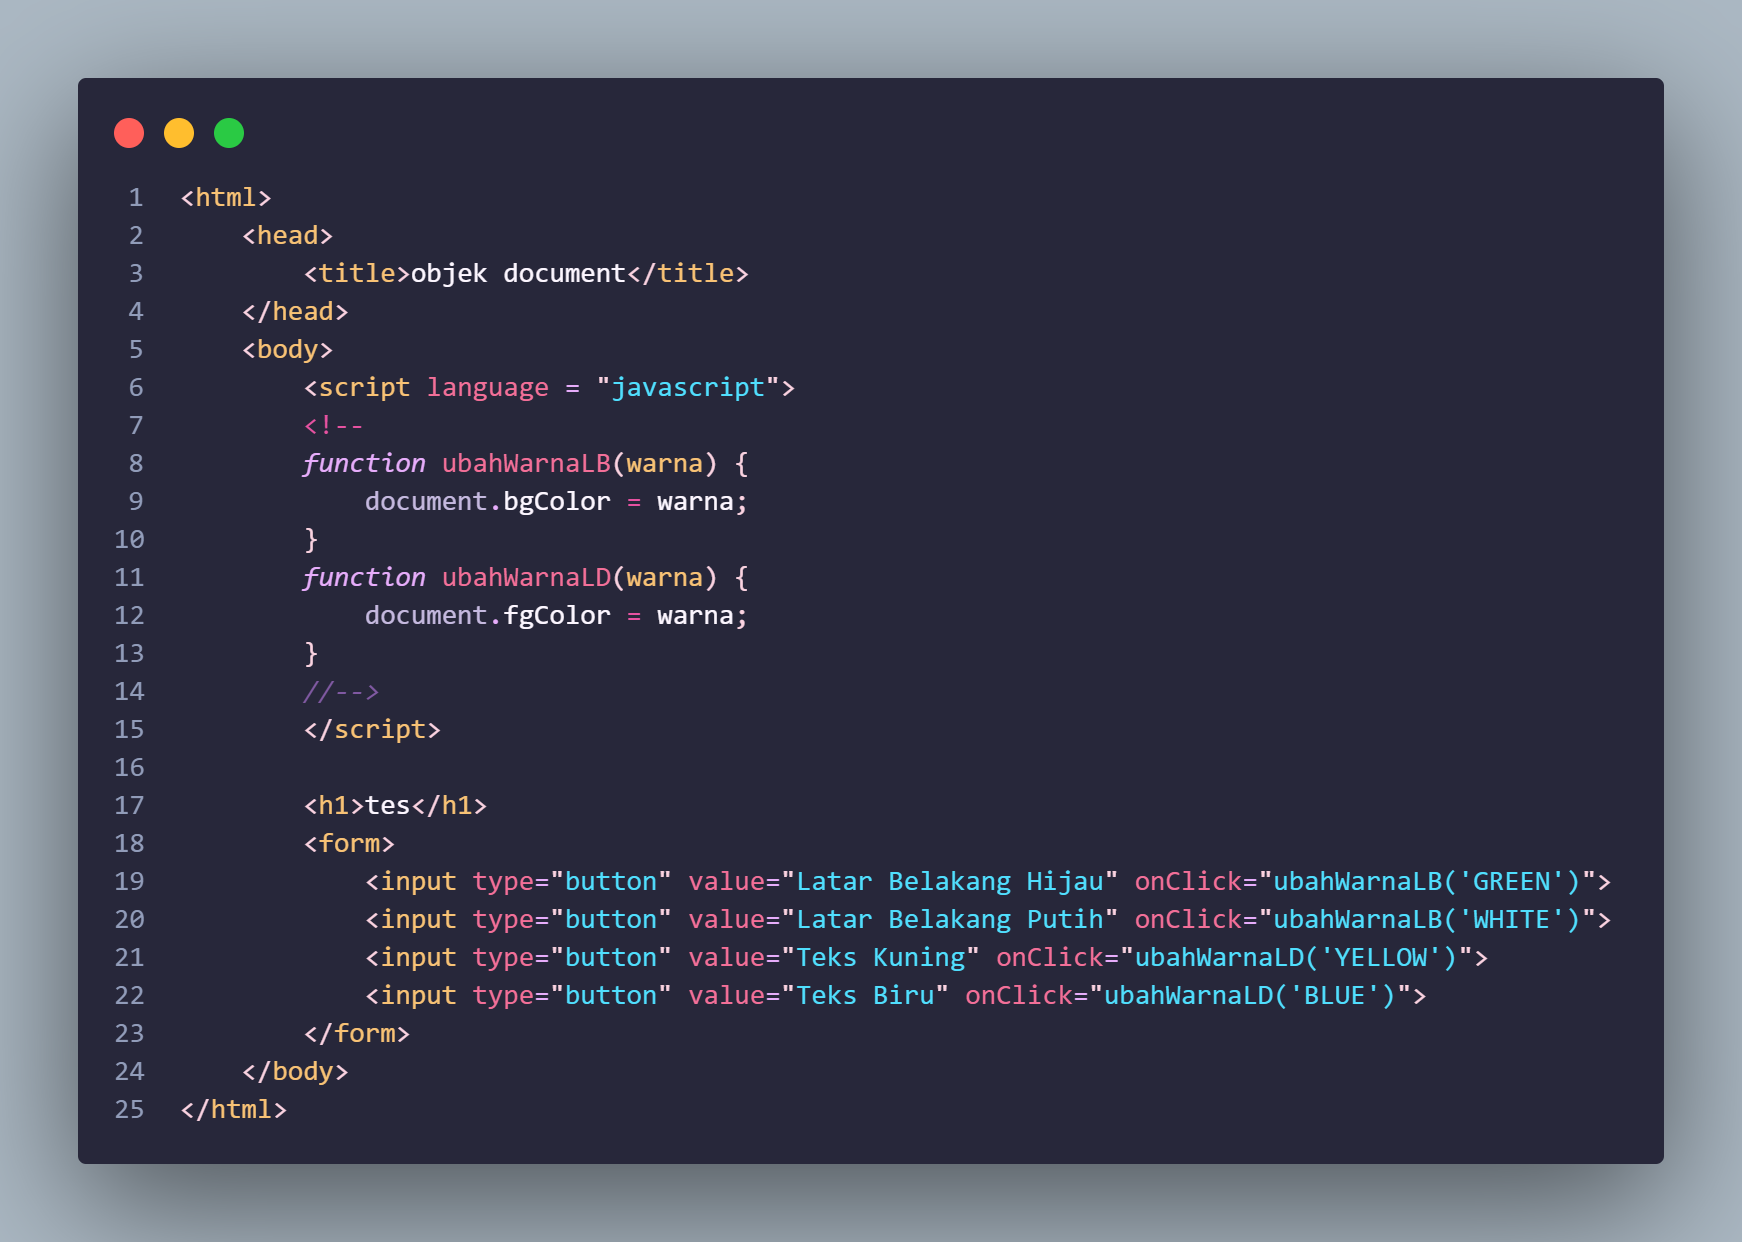 1 <html>
2     <head>
3         <title>objek document</title>
4     </head>
5     <body>
6         <script language = "javascript">
7         <!--
8         function ubahWarnaLB(warna) {
9             document.bgColor = warna;
10         }
11         function ubahWarnaLD(warna) {
12             document.fgColor = warna;
13         }
14         //-->
15         </script>
16
17         <h1>tes</h1>
18         <form>
19             <input type="button" value="Latar Belakang Hijau" onClick="ubahWarnaLB('GREEN')">
20             <input type="button" value="Latar Belakang Putih" onClick="ubahWarnaLB('WHITE')">
21             <input type="button" value="Teks Kuning" onClick="ubahWarnaLD('YELLOW')">
22             <input type="button" value="Teks Biru" onClick="ubahWarnaLD('BLUE')">
23         </form>
24     </body>
25 </html>